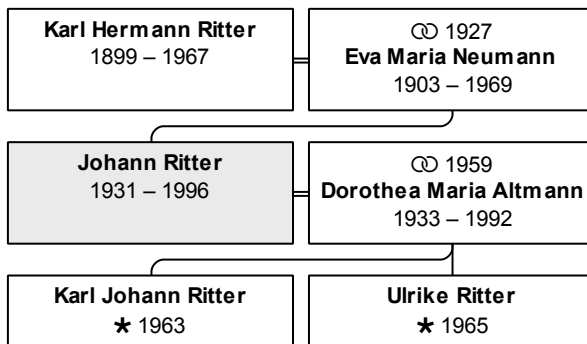 Karl Hermann Ritter
1899 – 1967
⚭ 1927
Eva Maria Neumann
1903 – 1969
Johann Ritter
1931 – 1996
⚭ 1959
Dorothea Maria Altmann
1933 – 1992
Karl Johann Ritter
★ 1963
Ulrike Ritter
★ 1965